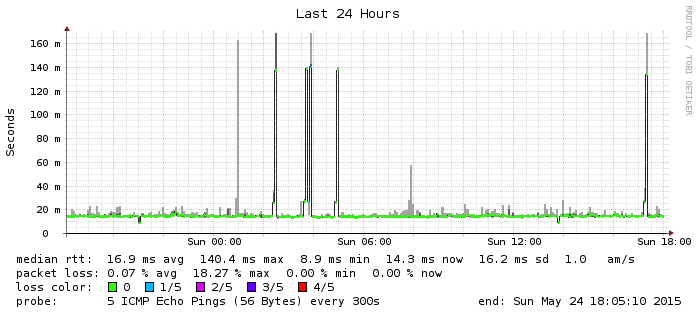 Last 24 Hours
RRDTOOL / TOBI OETIKER
Seconds
160 m
140 m
120 m
100 m
80 m
60 m
40 m
20 m
0
Sun 00:00 Sun 06:00 Sun 12:00 Sun 18:00
median rtt: 16.9 ms avg 140.4 ms max 8.9 ms min 14.3 ms now 16.2 ms sd 1.0 am/s
packet loss: 0.07 % avg 18.27 % max 0.00 % min 0.00 % now
loss color: 0 1/5 2/5 3/5 4/5
probe: 5 ICMP Echo Pings (56 Bytes) every 300s end: Sun May 24 18:05:10 2015